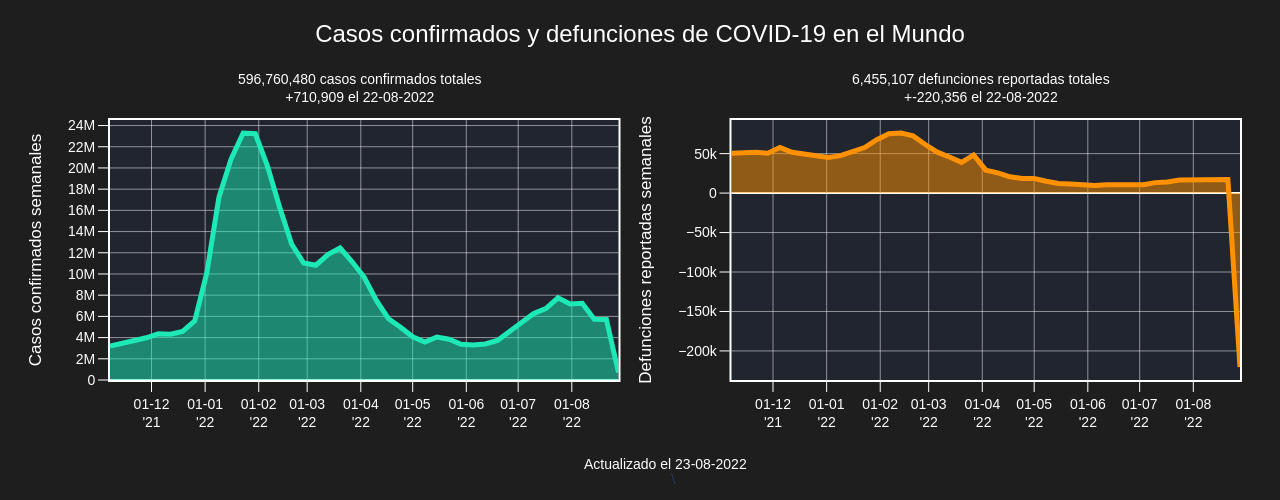 Casos confirmados y defunciones de COVID-19 en el Mundo
596,760,480 casos confirmados totales
+710,909 el 22-08-2022
Casos confirmados semanales
24M
22M
20M
18M
16M
14M
12M
10M
8M
6M
4M
2M
0
01-12 01-01 01-02 01-03 01-04 01-05 01-06 01-07 01-08
'21 '22 '22 '22 '22 '22 '22 '22 '22
6,455,107 defunciones reportadas totales
+-220,356 el 22-08-2022
Defunciones reportadas semanales
50k
0
−50k
−100k
−150k
−200k
01-12 01-01 01-02 01-03 01-04 01-05 01-06 01-07 01-08
'21 '22 '22 '22 '22 '22 '22 '22 '22
Actualizado el 23-08-2022
\